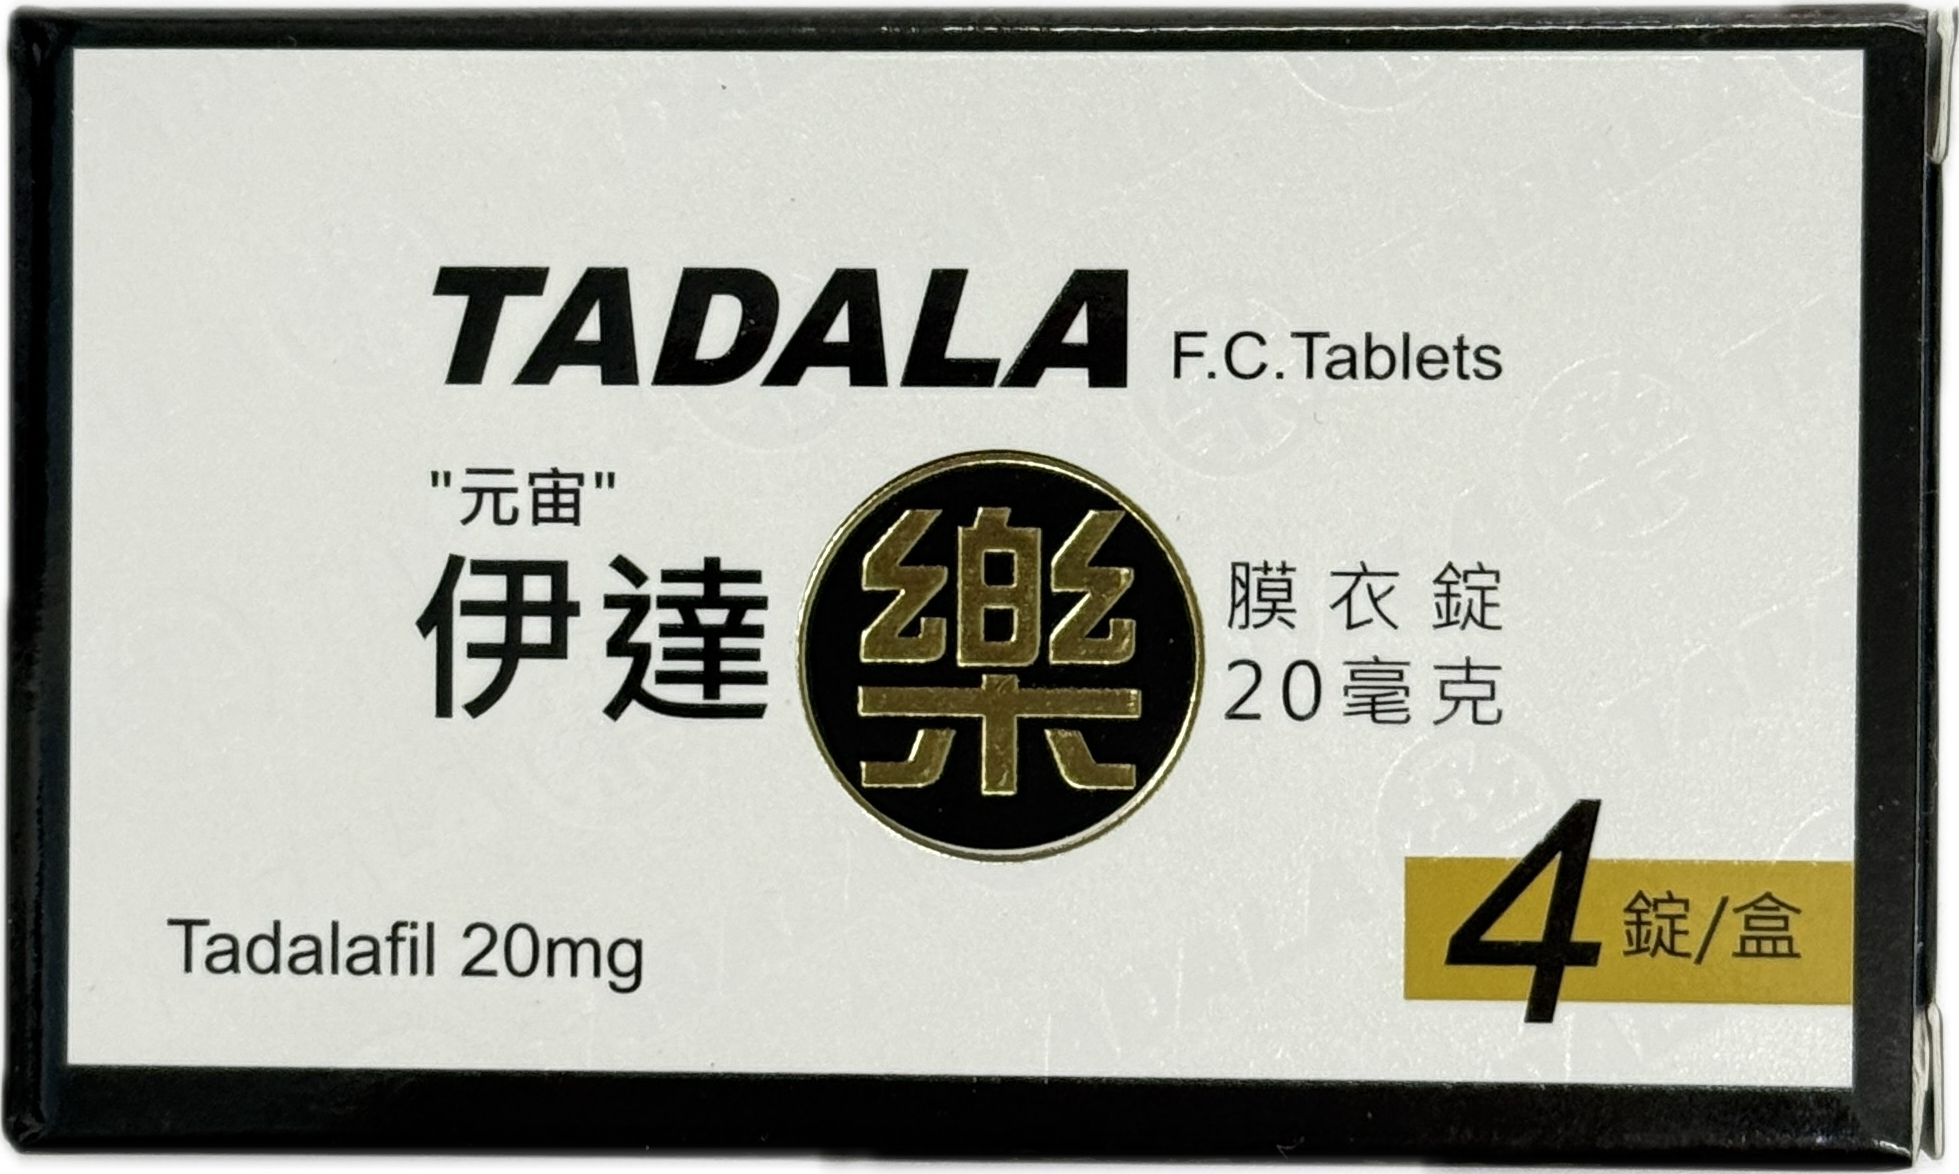 TADALA F.C.Tablets
"元宙"
伊達樂 膜衣錠
20毫克
Tadalafil 20mg
4錠/盒